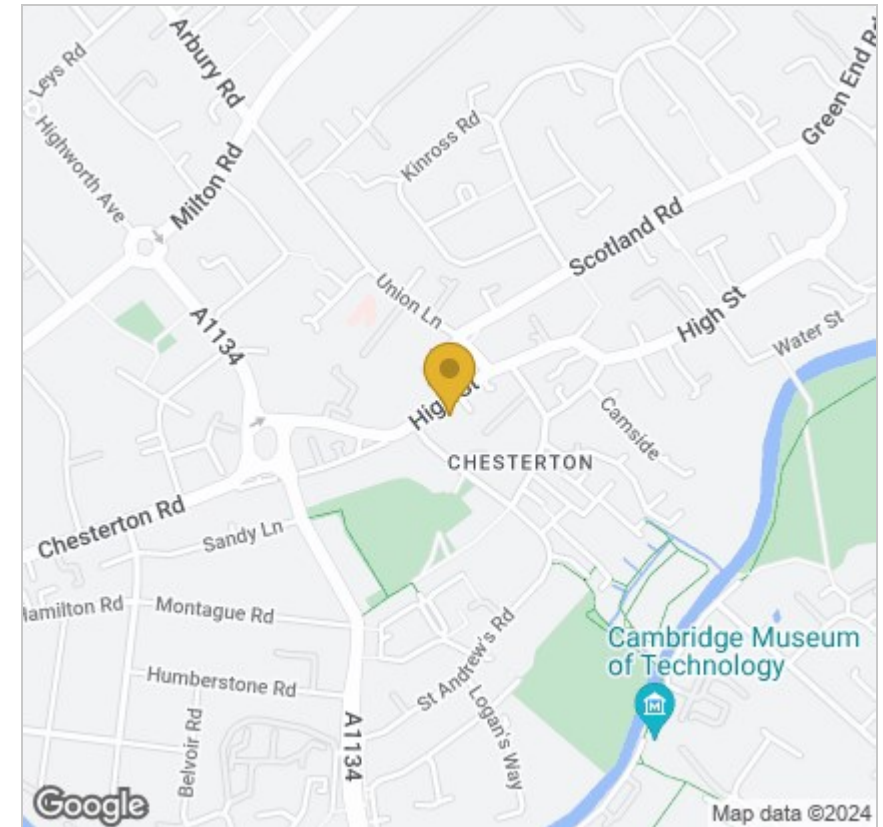 Arbury Rd
Leys Rd
Highworth Ave
Milton Rd
Kinross Rd
Green End Rd
Scotland Rd
Union Ln
High St
Water St
A1134
High St
Camside
CHESTERTON
Chesterton Rd
Sandy Ln
Hamilton Rd
Montague Rd
Humberstone Rd
St Andrew's Rd
Logan's Way
Belvoir Rd
A1134
Cambridge Museum
of Technology
M
Google
Map data ©2024